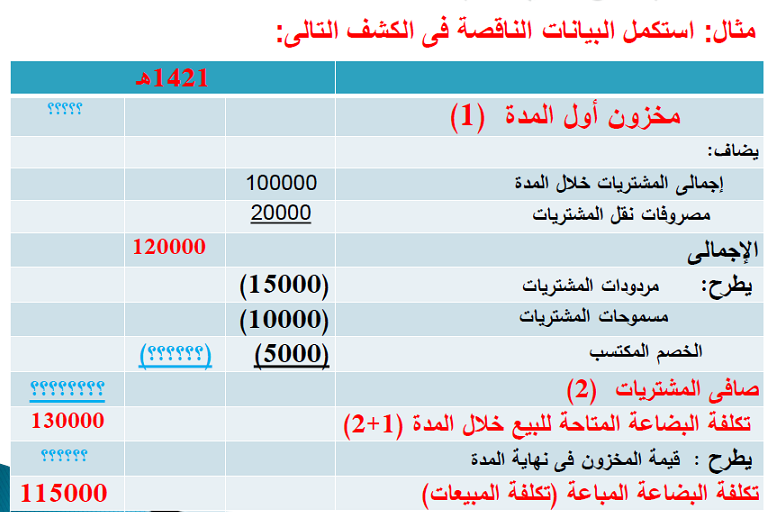 مثال: استكمل البيانات الناقصة فى الكشف التالى:
1421هـ
مخزون أول المدة (1) ؟؟؟؟؟
يضاف:
إجمالى المشتريات خلال المدة 100000
مصروفات نقل المشتريات 20000
الإجمالى 120000
يطرح: مردودات المشتريات (15000)
مسموحات المشتريات (10000)
الخصم المكتسب (5000) (؟؟؟؟؟؟)
صافى المشتريات (2) ؟؟؟؟؟؟؟؟
تكلفة البضاعة المتاحة للبيع خلال المدة (1+2) 130000
يطرح : قيمة المخزون فى نهاية المدة ؟؟؟؟؟؟
تكلفة البضاعة المباعة (تكلفة المبيعات) 115000